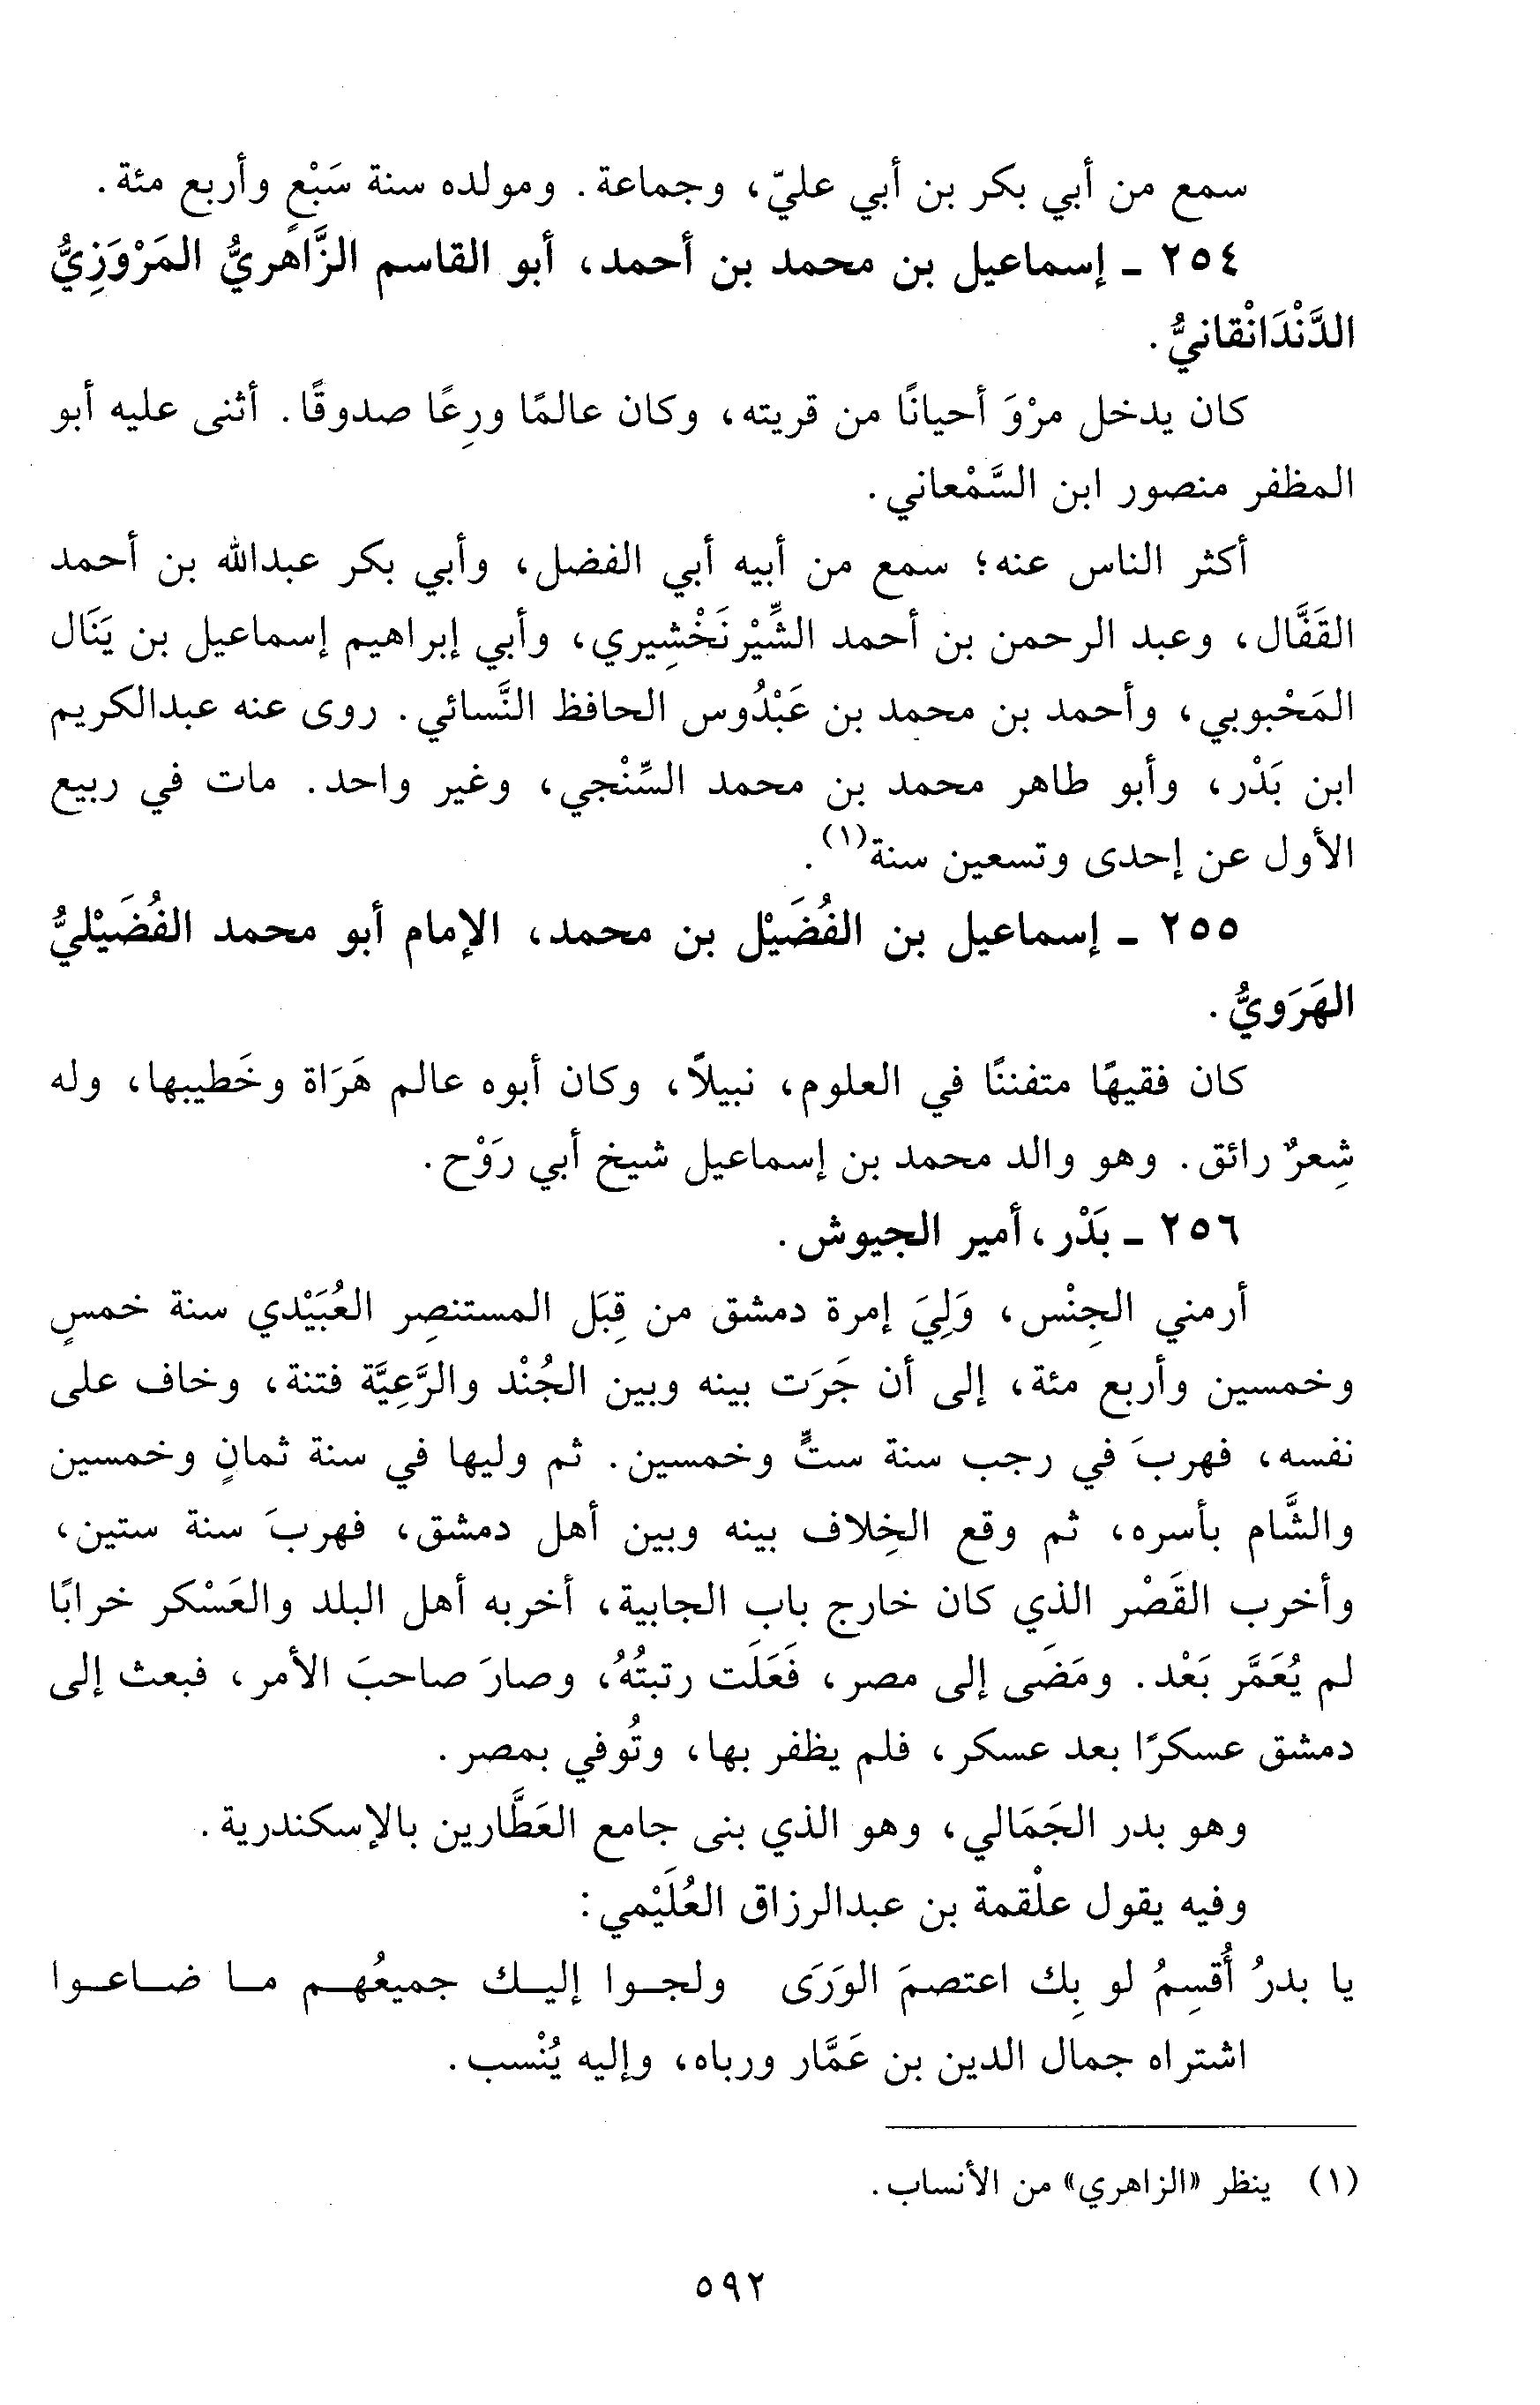 سمع من أبي بكر بن أبي عليّ، وجماعة. ومولده سنة سَبْعٍ وأربع مئة.
٢٥٤ ـ إسماعيل بن محمد بن أحمد، أبو القاسم الزَّاهريُّ المَرْوَزِيُّ
الدَّنْدَانْقانيُّ.
كان يدخل مرْوَ أحيانًا من قريته، وكان عالمًا ورِعًا صدوقًا. أثنى عليه أبو
المظفر منصور ابن السَّمْعاني.
أكثر الناس عنه؛ سمع من أبيه أبي الفضل، وأبي بكر عبدالله بن أحمد
القَفَّال، وعبد الرحمن بن أحمد الشِّيْرنَخْشِيري، وأبي إبراهيم إسماعيل بن يَنَال
المَحْبوبي، وأحمد بن محمد بن عَبْدُوس الحافظ النَّسائي. روى عنه عبدالكريم
ابن بَدْر، وأبو طاهر محمد بن محمد السِّنْجي، وغير واحد. مات في ربيع
الأول عن إحدى وتسعين سنة(١).
٢٥٥ ـ إسماعيل بن الفُضَيْل بن محمد، الإمام أبو محمد الفُضَيْليُّ
الهَرَويُّ.
كان فقيهًا متفننًا في العلوم، نبيلاً، وكان أبوه عالم هَرَاة وخَطيبها، وله
شِعرٌ رائق. وهو والد محمد بن إسماعيل شيخ أبي رَوْح.
٢٥٦ ـ بَدْر، أمير الجيوش.
أرمني الجِنْس، وَلِيَ إمرة دمشق من قِبَل المستنصِر العُبَيْدي سنة خمسٍ
وخمسين وأربع مئة، إلى أن جَرَت بينه وبين الجُنْد والرَّعِيَّة فتنة، وخاف على
نفسه، فهربَ في رجب سنة ستٍّ وخمسين. ثم وليها في سنة ثمانٍ وخمسين
والشَّام بأسره، ثم وقع الخِلاف بينه وبين أهل دمشق، فهربَ سنة ستين،
وأخرب القَصْر الذي كان خارج باب الجابية، أخربه أهل البلد والعَسْكر خرابًا
لم يُعَمَّر بَعْد. ومَضَى إلى مصر، فَعَلَت رتبتُهُ، وصارَ صاحبَ الأمر، فبعث إلى
دمشق عسكرًا بعد عسكر، فلم يظفر بها، وتُوفي بمصر.
وهو بدر الجَمَالي، وهو الذي بنى جامع العَطَّارين بالإسكندرية.
وفيه يقول علْقمة بن عبدالرزاق العُلَيْمي:
يا بدرُ أُقسِمُ لو بِك اعتصمَ الورَى ولجوا إليك جميعُهم ما ضاعوا
اشتراه جمال الدين بن عَمَّار ورباه، وإليه يُنْسب.
(١) ينظر «الزاهري» من الأنساب.
٥٩٢